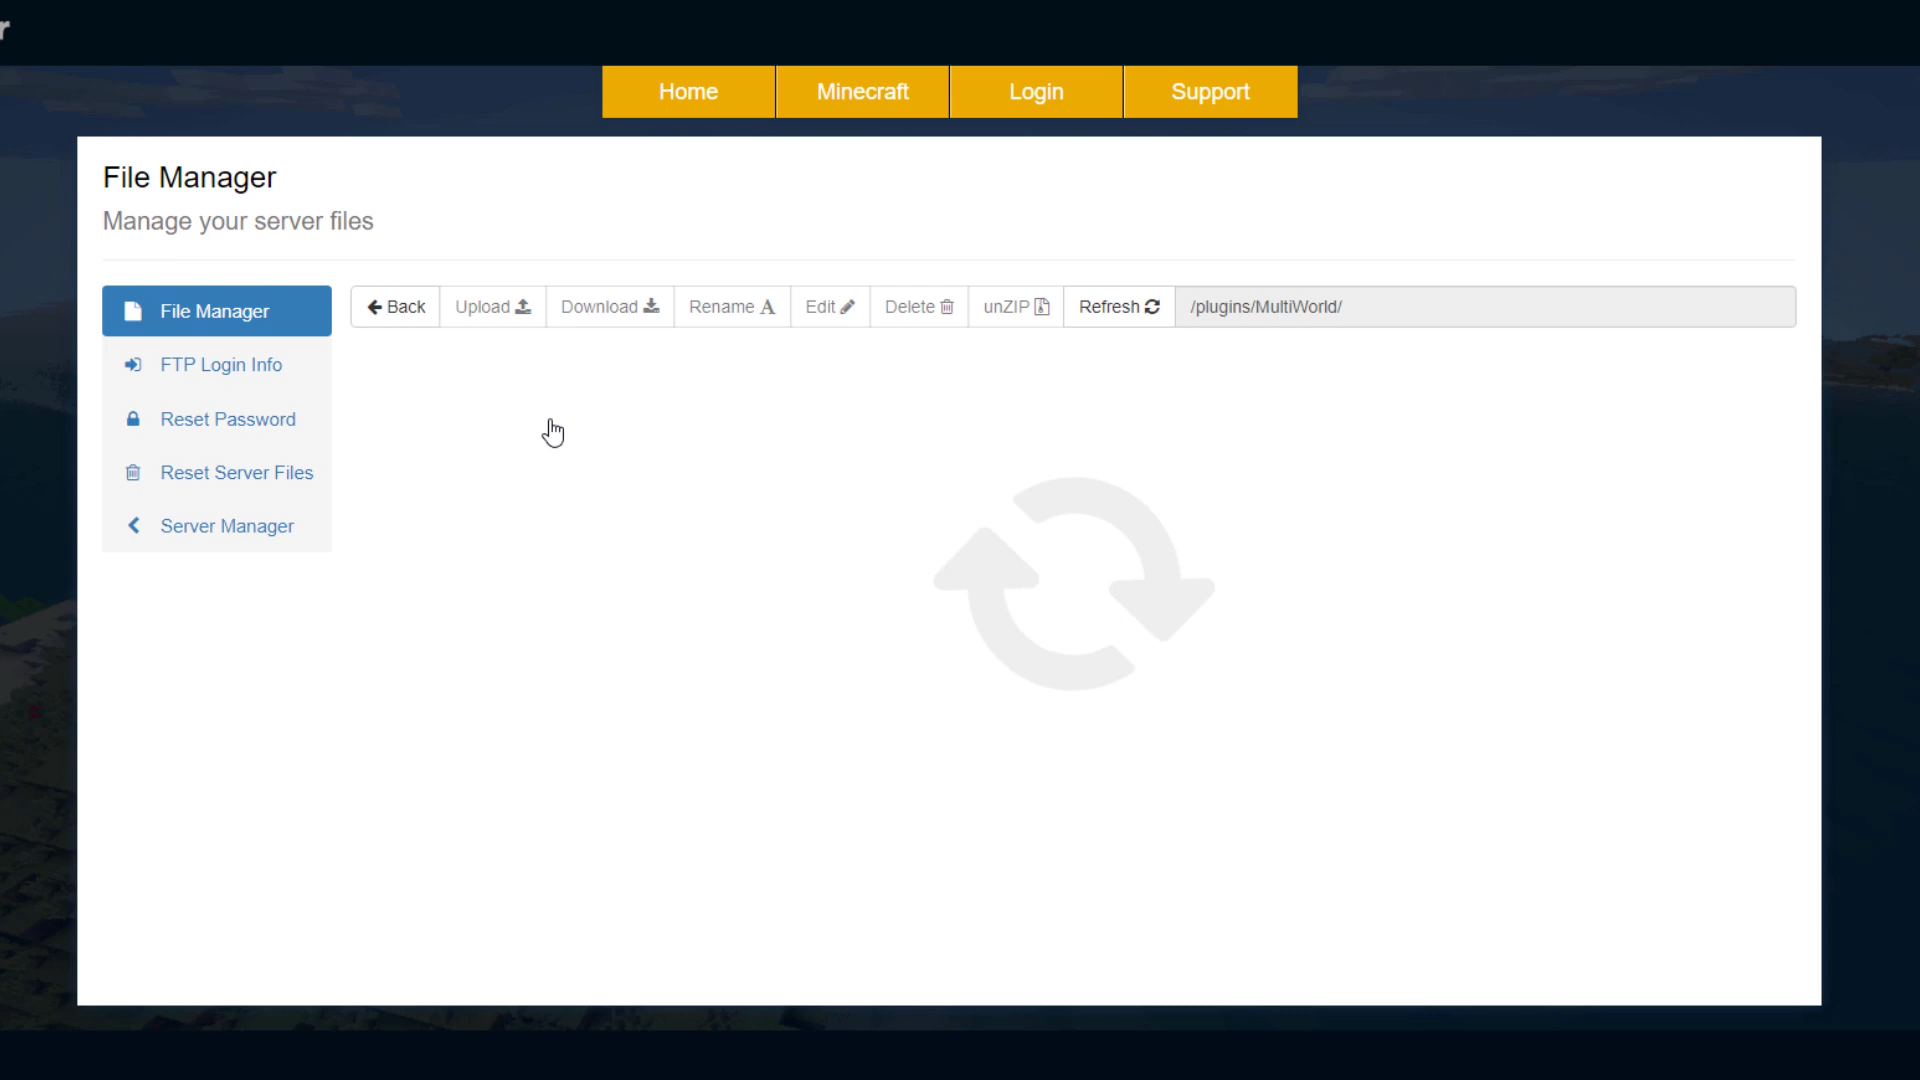 r
Home Minecraft Login Support
File Manager
Manage your server files
File Manager
Back Upload Download Rename Edit Delete unZIP Refresh /plugins/MultiWorld/
FTP Login Info
Reset Password
Reset Server Files
Server Manager